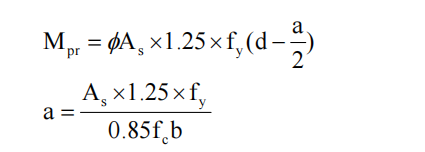 M_pr = ϕA_s ×1.25×f_y(d−a/2)
a = (A_s ×1.25×f_y)/(0.85f_c b)